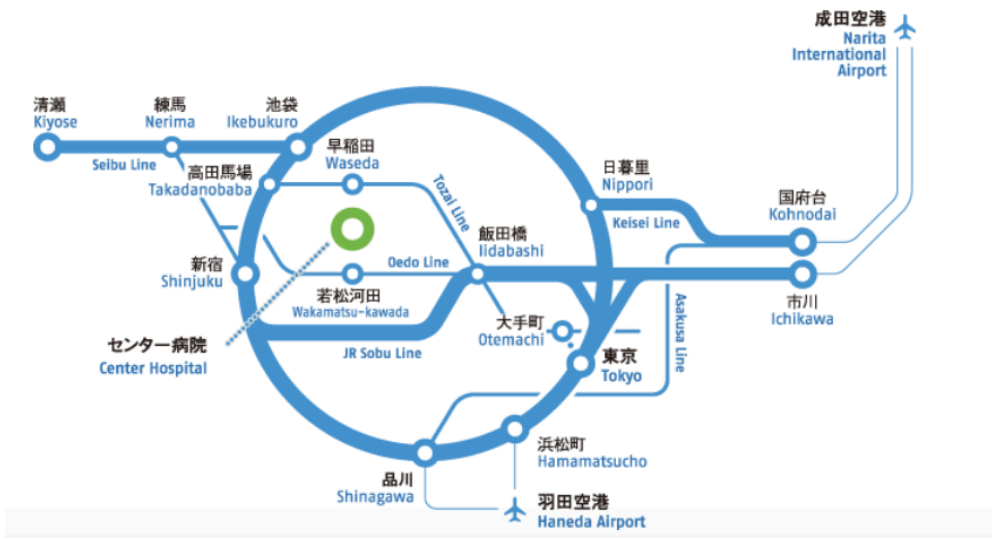 成田空港
Narita
International
Airport
清瀬
Kiyose
練馬
Nerima
池袋
Ikebukuro
Seibu Line
早稲田
Waseda
高田馬場
Takadanobaba
Tozai Line
日暮里
Nippori
Keisei Line
国府台
Kohnodai
飯田橋
Iidabashi
新宿
Shinjuku
Oedo Line
若松河田
Wakamatsu-kawada
市川
Ichikawa
大手町
Otemachi
Asakusa Line
センター病院
Center Hospital
JR Sobu Line
東京
Tokyo
浜松町
Hamamatsucho
品川
Shinagawa
羽田空港
Haneda Airport